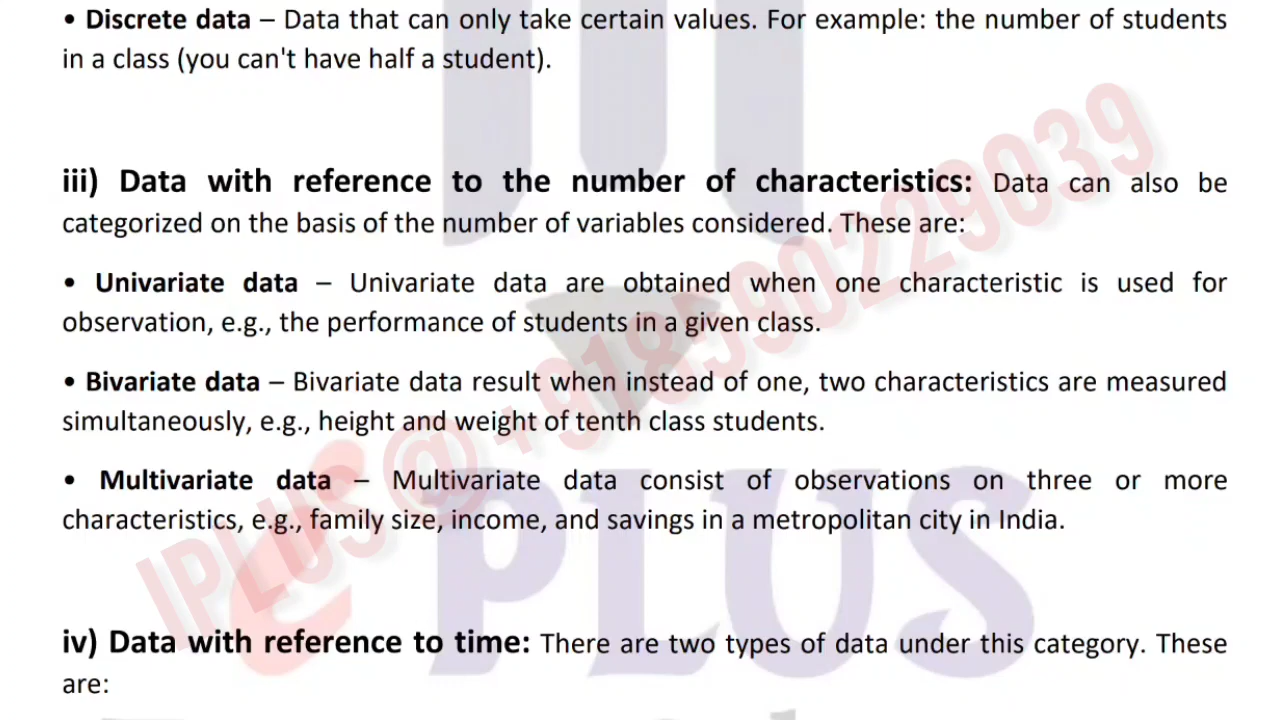 • Discrete data – Data that can only take certain values. For example: the number of students
in a class (you can't have half a student).
iii) Data with reference to the number of characteristics: Data can also be
categorized on the basis of the number of variables considered. These are:
• Univariate data – Univariate data are obtained when one characteristic is used for
observation, e.g., the performance of students in a given class.
• Bivariate data – Bivariate data result when instead of one, two characteristics are measured
simultaneously, e.g., height and weight of tenth class students.
• Multivariate data – Multivariate data consist of observations on three or more
characteristics, e.g., family size, income, and savings in a metropolitan city in India.
iv) Data with reference to time: There are two types of data under this category. These
are:
IPLUS @ +918590229039
PLUS